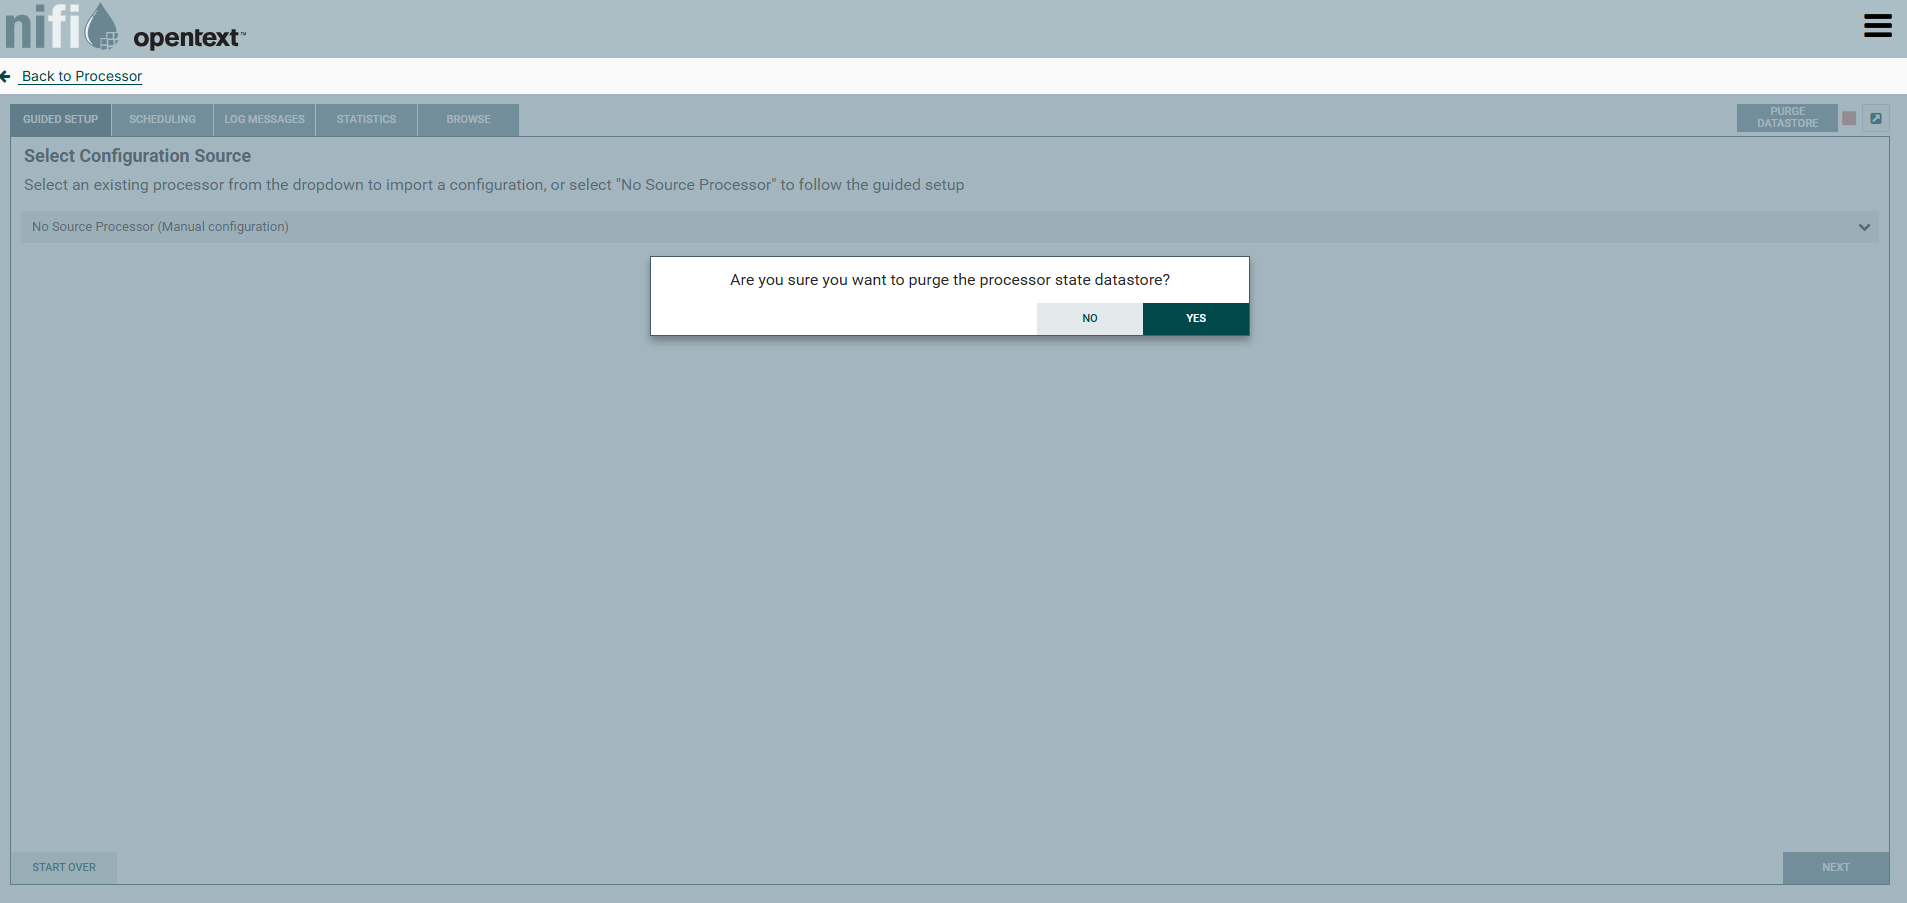 nifi opentext™
Back to Processor
GUIDED SETUP SCHEDULING LOG MESSAGES STATISTICS BROWSE
PURGE
DATASTORE
Select Configuration Source
Select an existing processor from the dropdown to import a configuration, or select "No Source Processor" to follow the guided setup
No Source Processor (Manual configuration)
Are you sure you want to purge the processor state datastore?
NO YES
START OVER NEXT